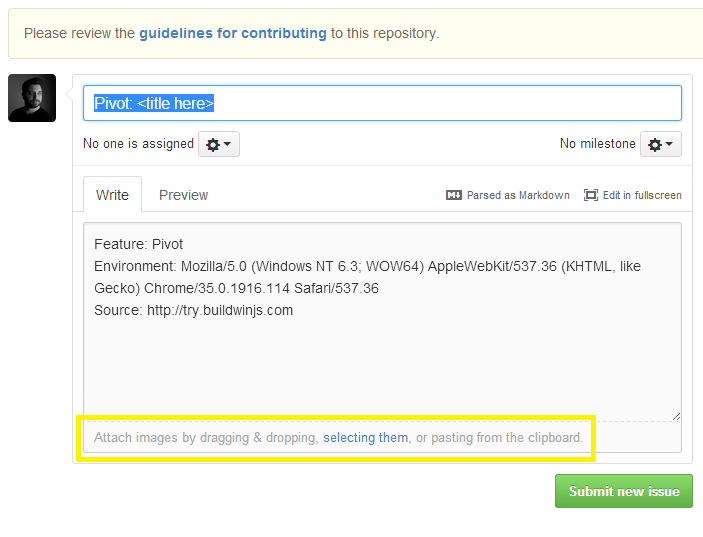 Please review the guidelines for contributing to this repository.
Pivot: <title here>
No one is assigned
No milestone
Write Preview
M↓ Parsed as Markdown
Edit in fullscreen
Feature: Pivot
Environment: Mozilla/5.0 (Windows NT 6.3; WOW64) AppleWebKit/537.36 (KHTML, like
Gecko) Chrome/35.0.1916.114 Safari/537.36
Source: http://try.buildwinjs.com
Attach images by dragging & dropping, selecting them, or pasting from the clipboard.
Submit new issue